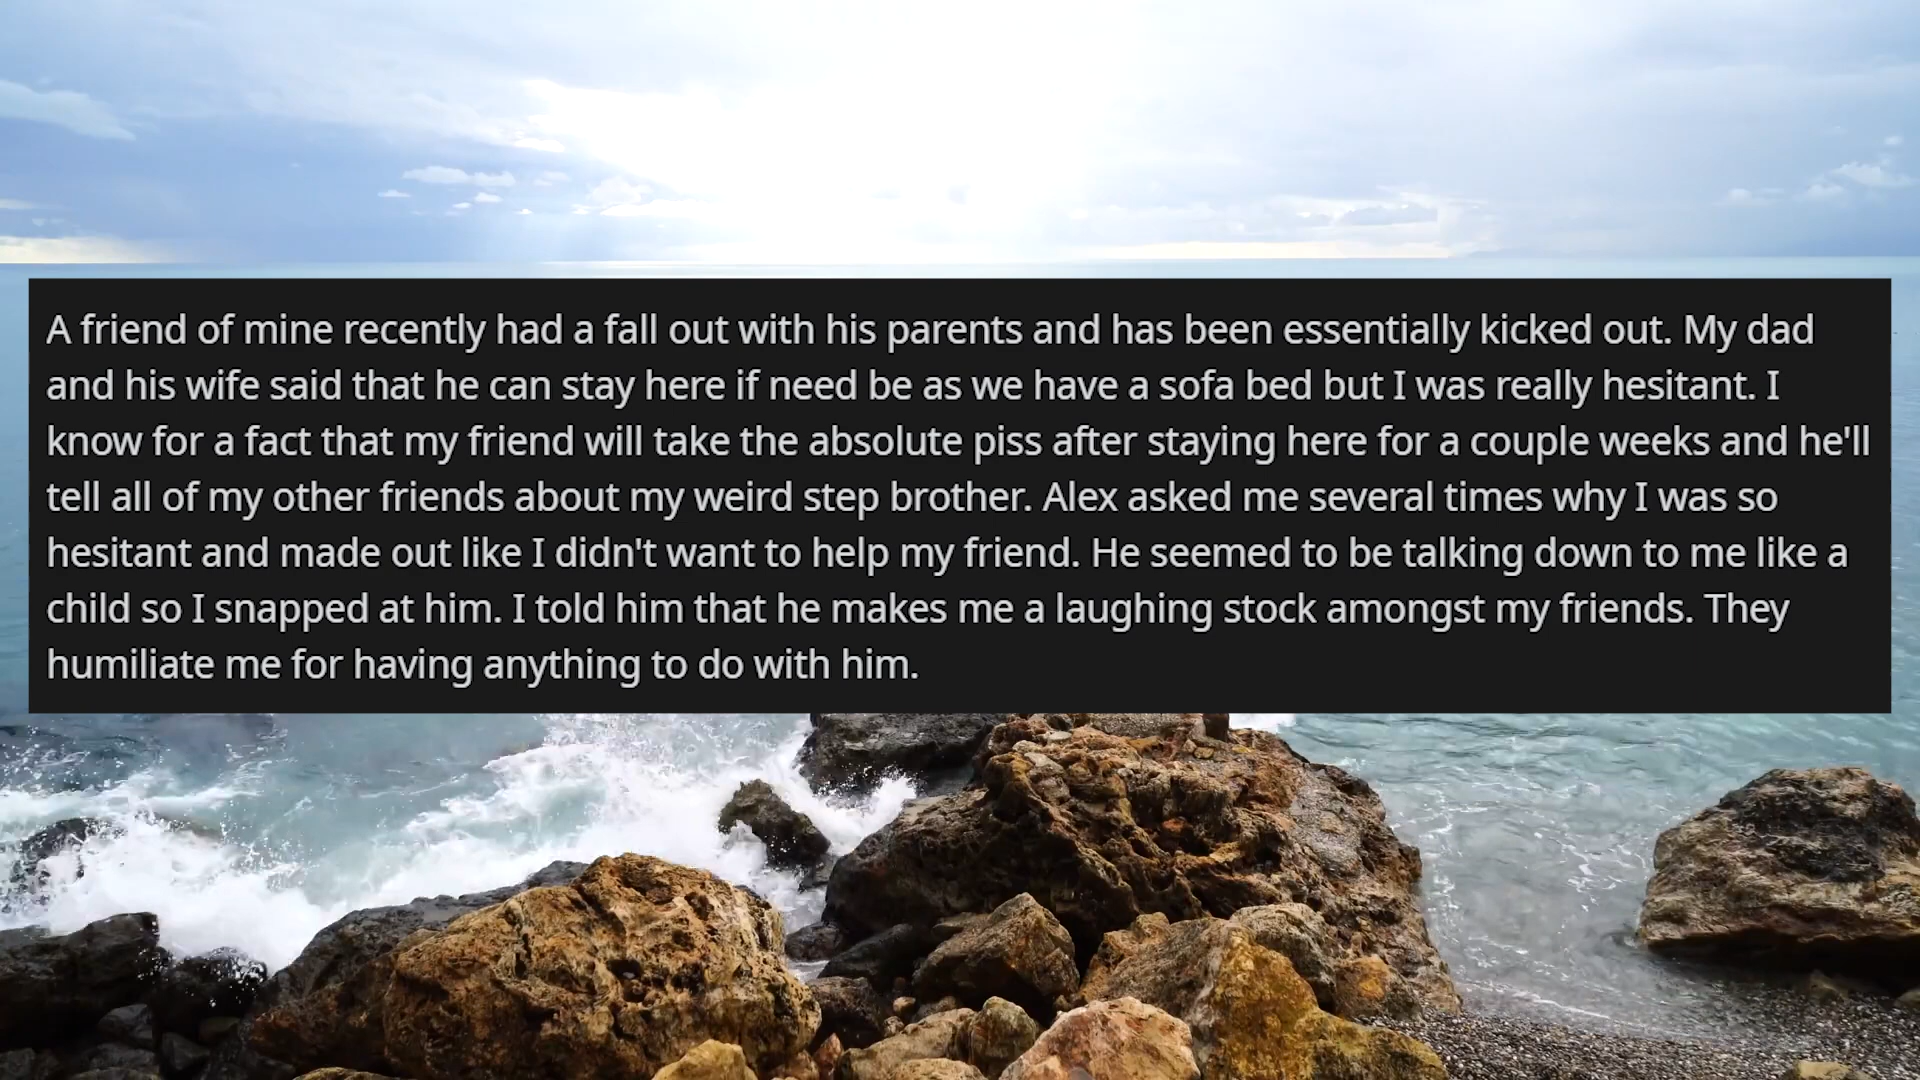 A friend of mine recently had a fall out with his parents and has been essentially kicked out. My dad
and his wife said that he can stay here if need be as we have a sofa bed but I was really hesitant. I
know for a fact that my friend will take the absolute piss after staying here for a couple weeks and he'll
tell all of my other friends about my weird step brother. Alex asked me several times why I was so
hesitant and made out like I didn't want to help my friend. He seemed to be talking down to me like a
child so I snapped at him. I told him that he makes me a laughing stock amongst my friends. They
humiliate me for having anything to do with him.